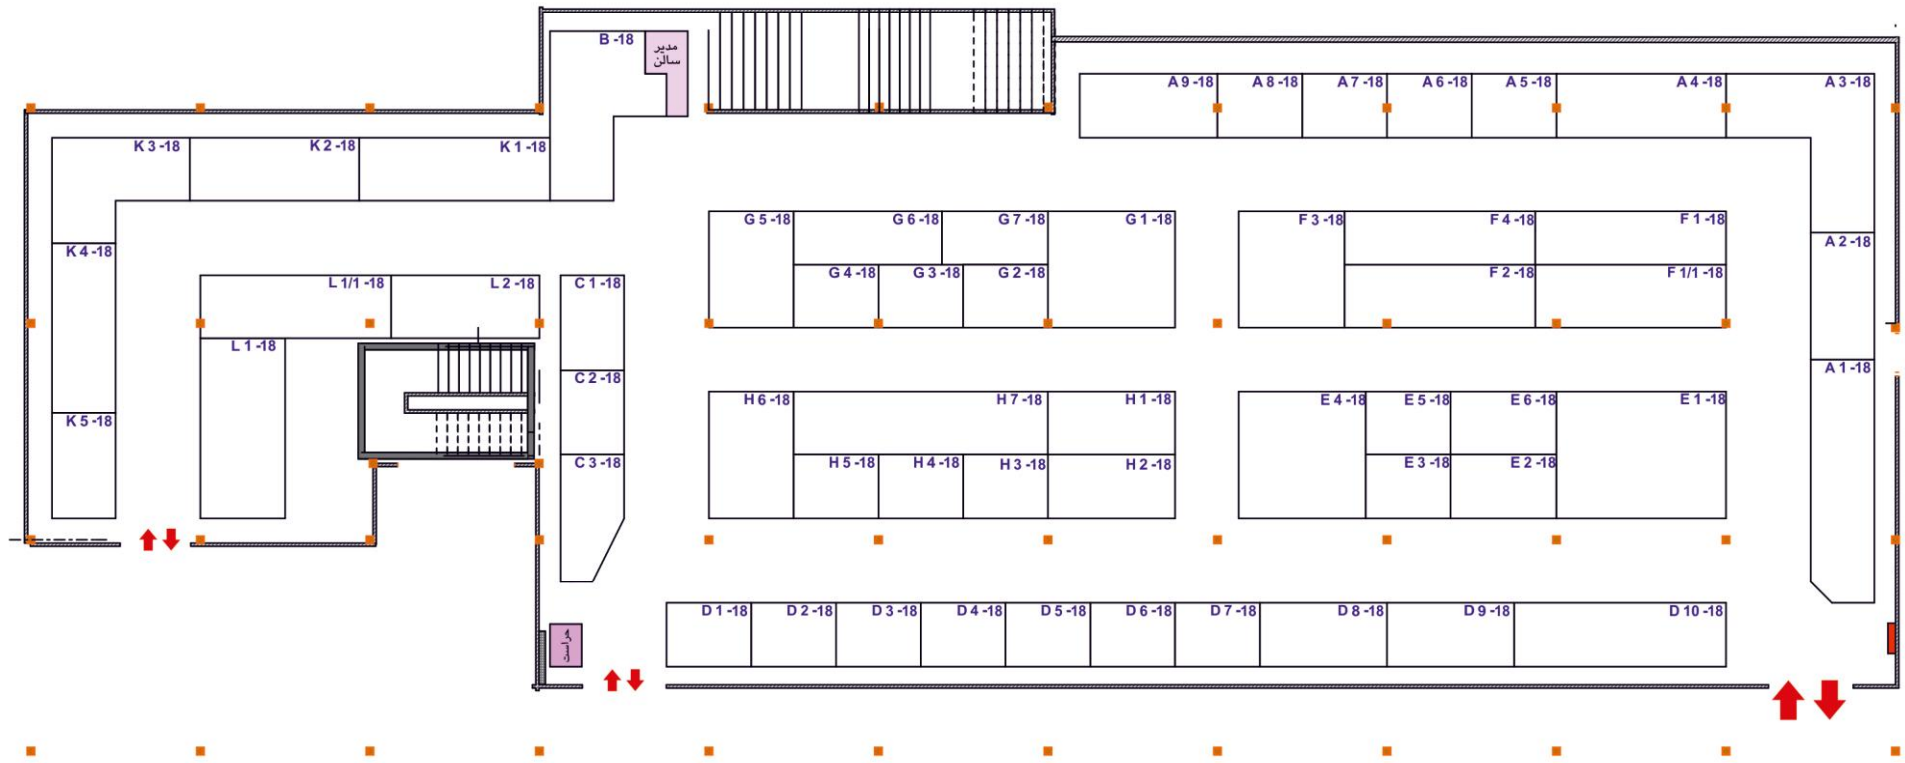 B -18
مدیر
سالن
A 9 -18
A 8 -18
A 7 -18
A 6 -18
A 5 -18
A 4 -18
A 3 -18
K 3 -18
K 2 -18
K 1 -18
G 5 -18
G 6 -18
G 7 -18
G 1 -18
F 3 -18
F 4 -18
F 1 -18
A 2 -18
K 4 -18
G 4 -18
G 3 -18
G 2 -18
F 2 -18
F 1/1 -18
L 1/1 -18
L 2 -18
C 1 -18
L 1 -18
A 1 -18
C 2 -18
H 6 -18
H 7 -18
H 1 -18
E 4 -18
E 5 -18
E 6 -18
E 1 -18
K 5 -18
C 3 -18
H 5 -18
H 4 -18
H 3 -18
H 2 -18
E 3 -18
E 2 -18
D 1 -18
D 2 -18
D 3 -18
D 4 -18
D 5 -18
D 6 -18
D 7 -18
D 8 -18
D 9 -18
D 10 -18
حراست